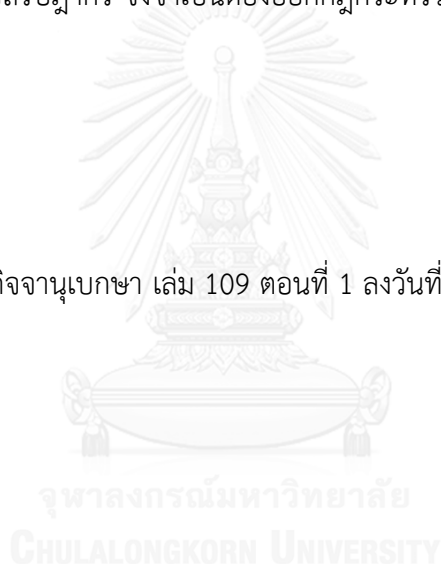 จึงจำเป็นต้องออกกฎกระทรวง
กิจจานุเบกษา เล่ม 109 ตอนที่ 1 ลงวันที่
จุฬาลงกรณ์มหาวิทยาลัย
CHULALONGKORN UNIVERSITY